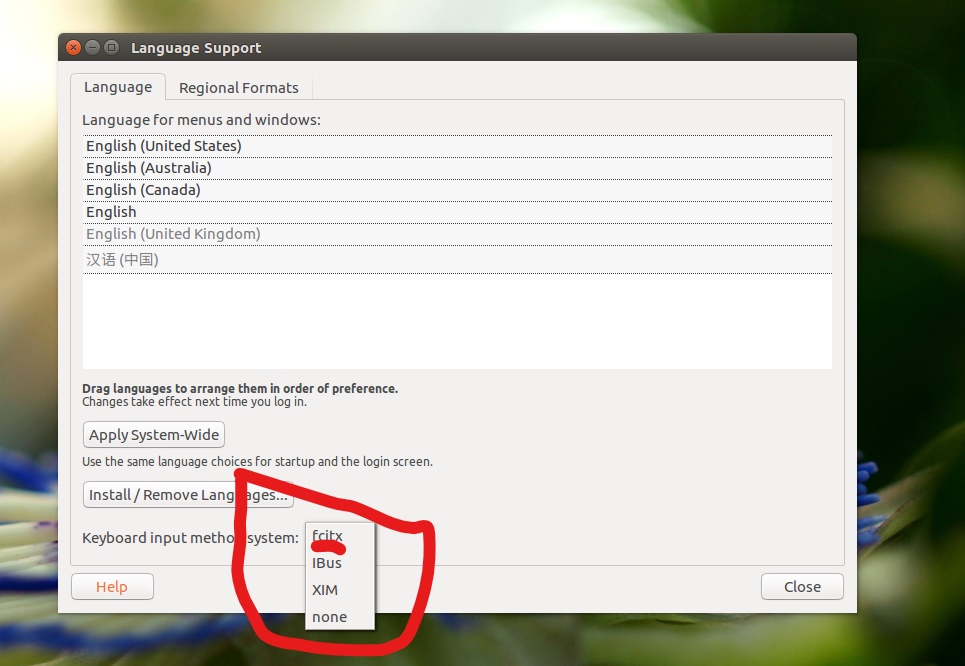 Language Support
Language Regional Formats
Language for menus and windows:
English (United States)
English (Australia)
English (Canada)
English
English (United Kingdom)
汉语 (中国)
Drag languages to arrange them in order of preference.
Changes take effect next time you log in.
Apply System-Wide
Use the same language choices for startup and the login screen.
Install / Remove Languages...
Keyboard input method system: fcitx
IBus
XIM
none
Help Close